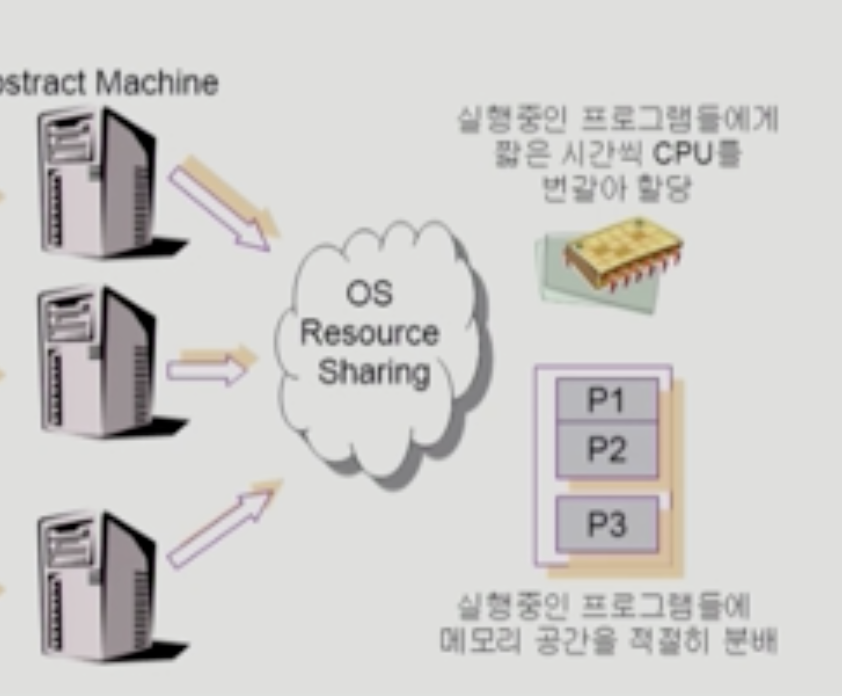 bstract Machine
실행중인 프로그램들에게
짧은 시간씩 CPU를
번갈아 할당
OS
Resource
Sharing
P1
P2
P3
실행중인 프로그램들에
메모리 공간을 적절히 분배